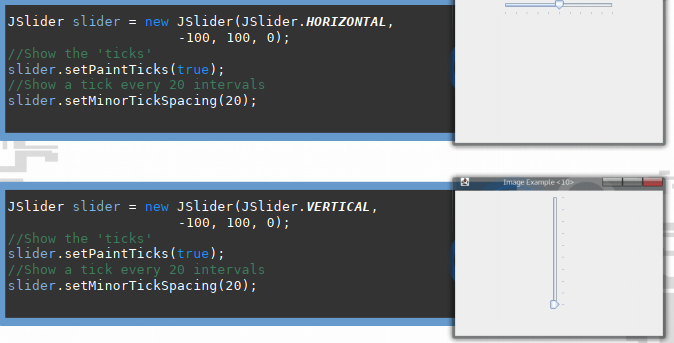 JSlider slider = new JSlider(JSlider.HORIZONTAL,
-100, 100, 0);
//Show the 'ticks'
slider.setPaintTicks(true);
//Show a tick every 20 intervals
slider.setMinorTickSpacing(20);
Image Example <10>
JSlider slider = new JSlider(JSlider.VERTICAL,
-100, 100, 0);
//Show the 'ticks'
slider.setPaintTicks(true);
//Show a tick every 20 intervals
slider.setMinorTickSpacing(20);